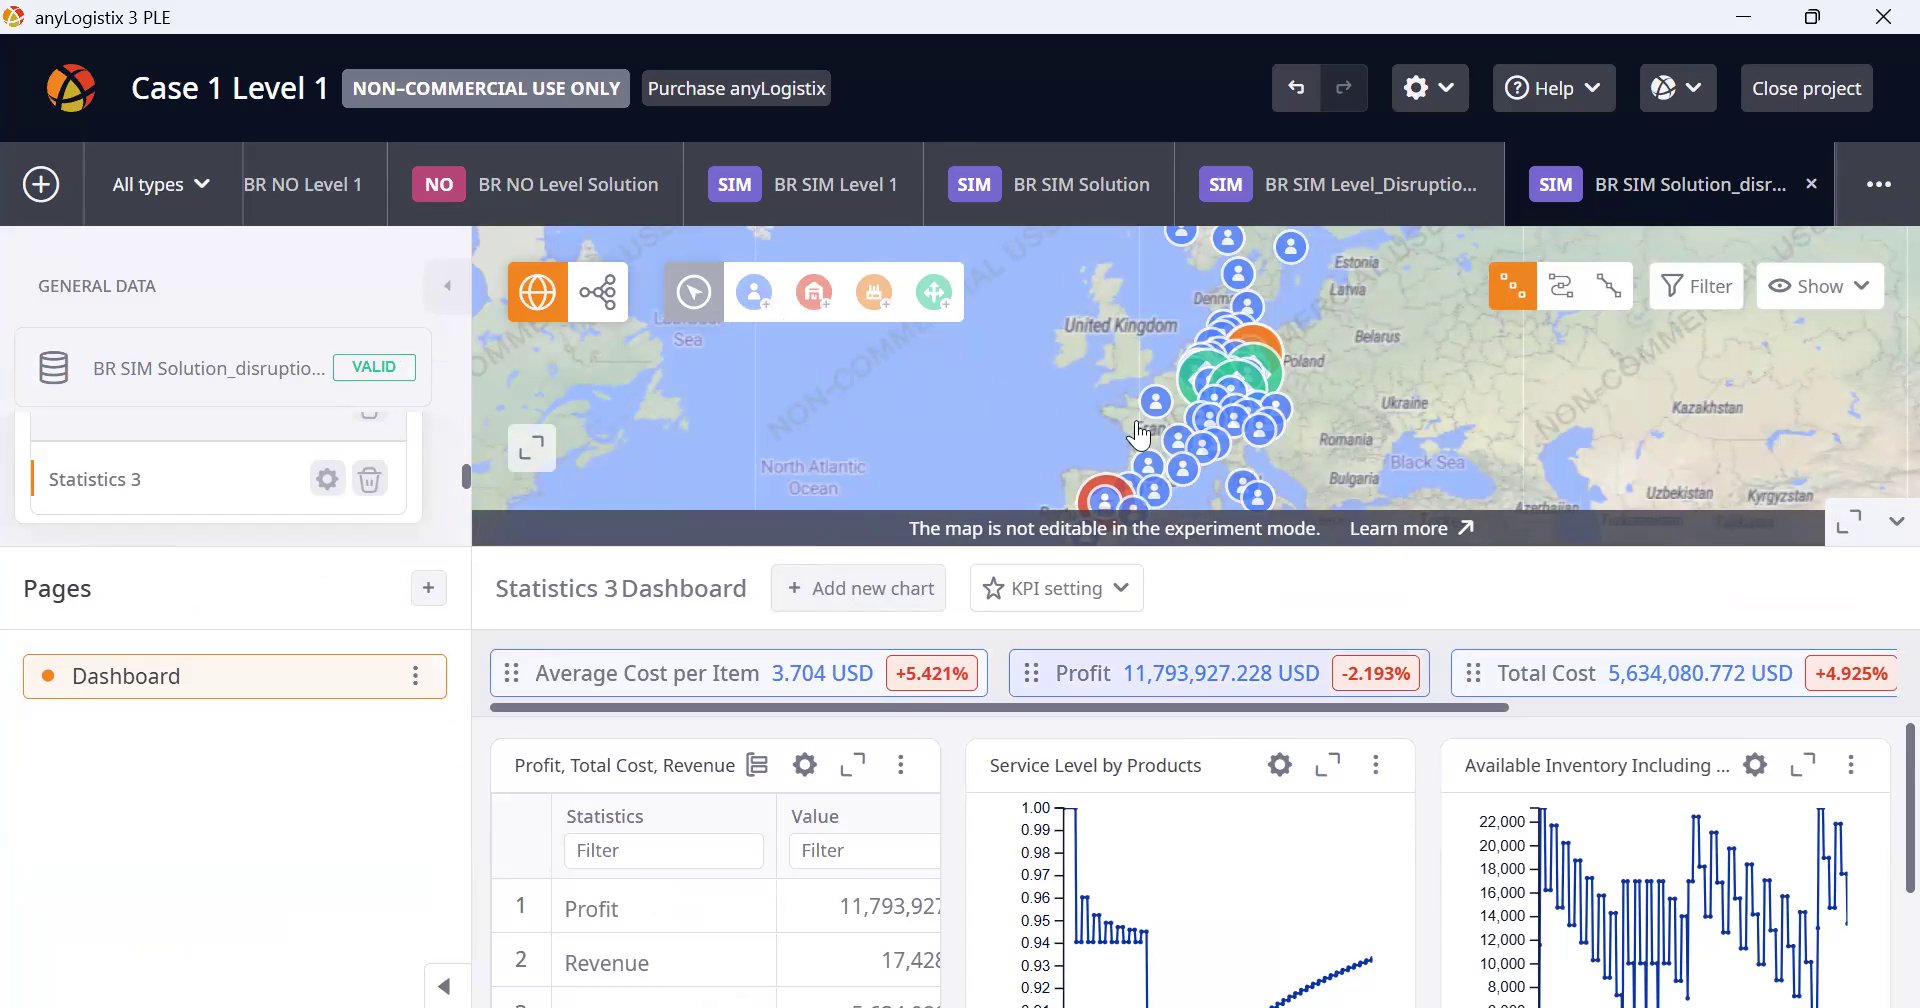 anyLogistix 3 PLE
Case 1 Level 1
NON-COMMERCIAL USE ONLY
Purchase anyLogistix
Help
Close project
All types
BR NO Level 1
NO BR NO Level Solution
SIM BR SIM Level 1
SIM BR SIM Solution
SIM BR SIM Level_Disruptio...
SIM BR SIM Solution_disr...
GENERAL DATA
BR SIM Solution_disruptio...
VALID
Statistics 3
Filter
Show
Labrador
Sea
United Kingdom
Estonia
Latvia
Belarus
Poland
Ukraine
Kazakhstan
Romania
Black Sea
Bulgaria
North Atlantic
Ocean
Uzbekistan
Kyrgyzstan
NON-COMMERCIAL USE
The map is not editable in the experiment mode. Learn more
Pages
Dashboard
Statistics 3 Dashboard
Add new chart
KPI setting
Average Cost per Item 3.704 USD +5.421%
Profit 11,793,927.228 USD -2.193%
Total Cost 5,634,080.772 USD +4.925%
Profit, Total Cost, Revenue
Statistics
Value
Filter
Filter
1 Profit 11,793,927
2 Revenue 17,428
Service Level by Products
1.00
0.99
0.98
0.97
0.96
0.95
0.94
0.93
0.92
Available Inventory Including ...
22,000
20,000
18,000
16,000
14,000
12,000
10,000
8,000